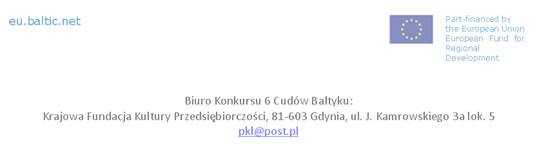 eu.baltic.net
Part-financed by
the European Union
European Fund for
Regional
Development
Biuro Konkursu 6 Cudów Bałtyku:
Krajowa Fundacja Kultury Przedsiębiorczości, 81-603 Gdynia, ul. J. Kamrowskiego 3a lok. 5
pkl@post.pl